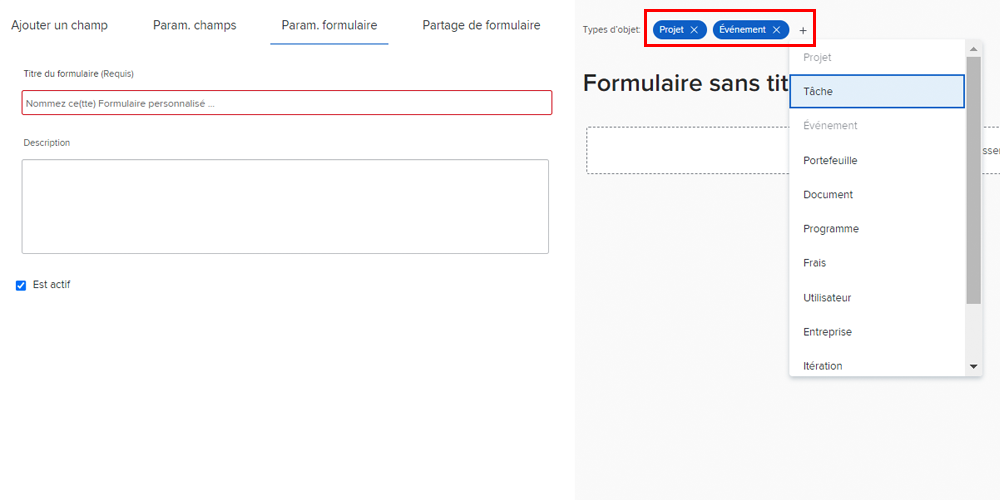 Ajouter un champ
Param. champs
Param. formulaire
Partage de formulaire
Titre du formulaire (Requis)
Nommez ce(tte) Formulaire personnalisé ...
Description
Est actif
Types d'objet:
Projet
Événement
+
Formulaire sans tit
Projet
Tâche
Événement
Portefeuille
Document
Programme
Frais
Utilisateur
Entreprise
Itération